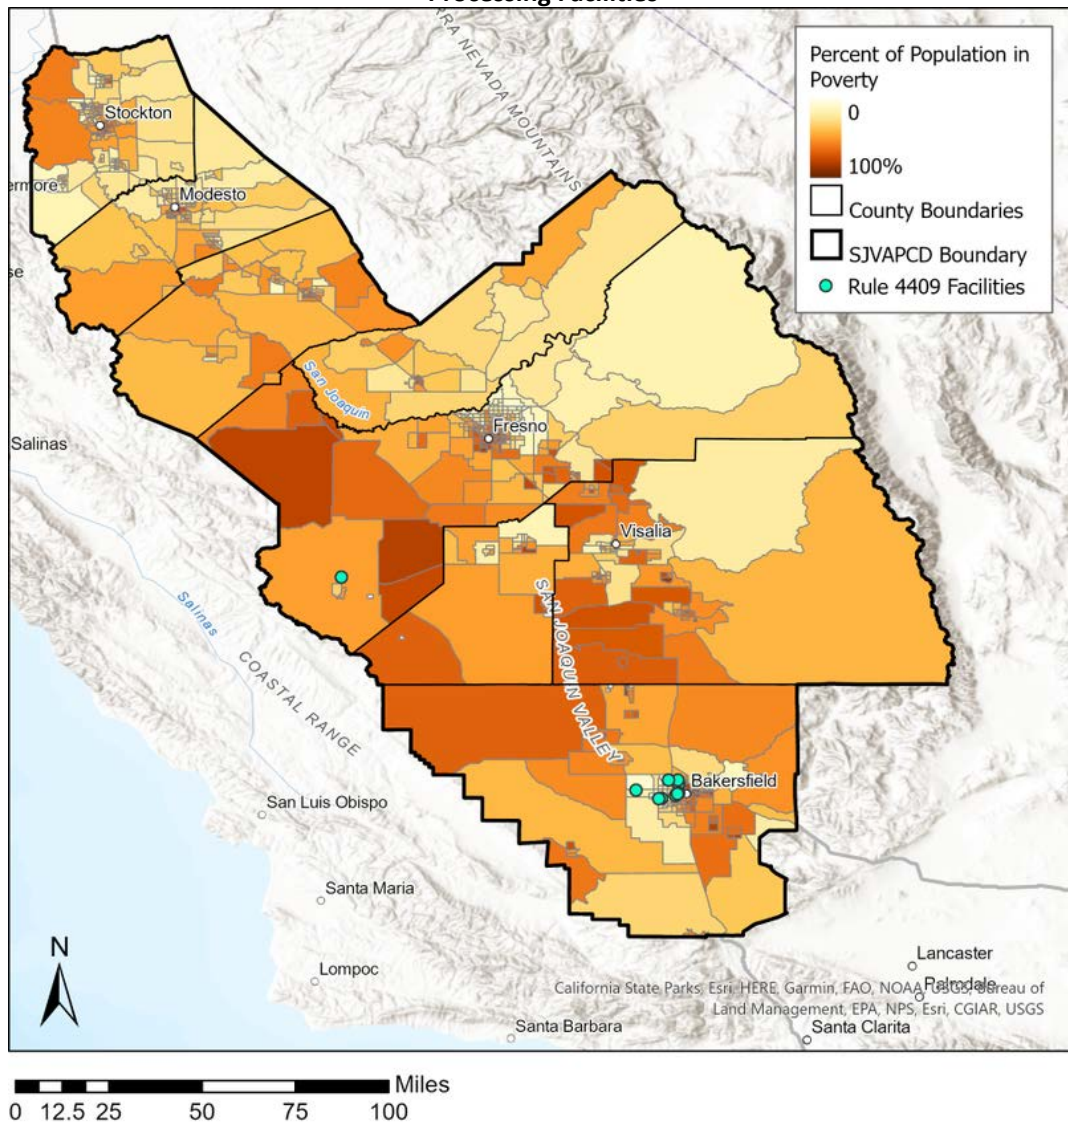 Processing Facilities
RRA NEVADA MOUNTAINS
Percent of Population in
Poverty
0
100%
County Boundaries
SJVAPCD Boundary
Rule 4409 Facilities
Stockton
ermore
Modesto
se
San Joaquin
Fresno
Salinas
Visalia
Salinas
COASTAL RANGE
SAN JOAQUIN VALLEY
Bakersfield
San Luis Obispo
Santa Maria
N
Lompoc
Lancaster
Palmdale
California State Parks, Esri, HERE, Garmin, FAO, NOAA, USGS, Bureau of
Land Management, EPA, NPS, Esri, CGIAR, USGS
Santa Barbara
Santa Clarita
Miles
0 12.5 25 50 75 100